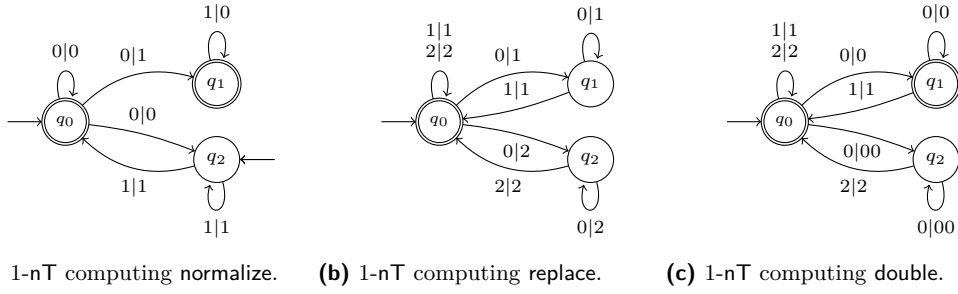 1|0
0|0
0|1
q₁
q₀
0|0
q₂
1|1
1|1
1-nT computing normalize.
0|1
1|1
2|2
0|1
1|1
q₁
q₀
0|2
q₂
2|2
0|2
(b) 1-nT computing replace.
0|0
1|1
2|2
0|0
1|1
q₁
q₀
0|00
q₂
2|2
0|00
(c) 1-nT computing double.